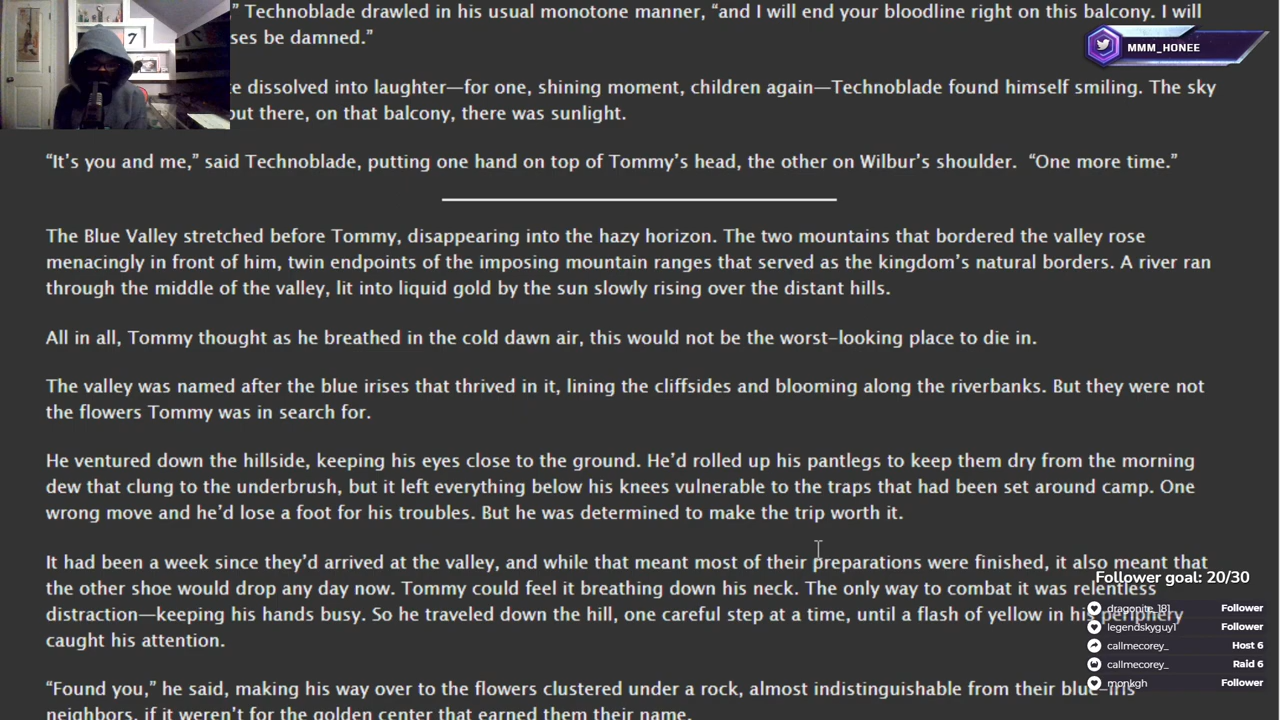 ” Technoblade drawled in his usual monotone manner, “and I will end your bloodline right on this balcony. I will
ses be damned.”
7
MMM_HONEE
e dissolved into laughter—for one, shining moment, children again—Technoblade found himself smiling. The sky
out there, on that balcony, there was sunlight.
“It’s you and me,” said Technoblade, putting one hand on top of Tommy’s head, the other on Wilbur’s shoulder.  “One more time.”
The Blue Valley stretched before Tommy, disappearing into the hazy horizon. The two mountains that bordered the valley rose
menacingly in front of him, twin endpoints of the imposing mountain ranges that served as the kingdom’s natural borders. A river ran
through the middle of the valley, lit into liquid gold by the sun slowly rising over the distant hills.
All in all, Tommy thought as he breathed in the cold dawn air, this would not be the worst-looking place to die in.
The valley was named after the blue irises that thrived in it, lining the cliffsides and blooming along the riverbanks. But they were not
the flowers Tommy was in search for.
He ventured down the hillside, keeping his eyes close to the ground. He’d rolled up his pantlegs to keep them dry from the morning
dew that clung to the underbrush, but it left everything below his knees vulnerable to the traps that had been set around camp. One
wrong move and he’d lose a foot for his troubles. But he was determined to make the trip worth it.
It had been a week since they’d arrived at the valley, and while that meant most of their preparations were finished, it also meant that
the other shoe would drop any day now. Tommy could feel it breathing down his neck. The only way to combat it was relentless
distraction—keeping his hands busy. So he traveled down the hill, one careful step at a time, until a flash of yellow in his periphery
caught his attention.
“Found you,” he said, making his way over to the flowers clustered under a rock, almost indistinguishable from their blue-iris
neighbors, if it weren’t for the golden center that earned them their name.
Follower goal: 20/30
dragonite_181 Follower
legendskyguy1 Follower
callmecorey_ Host 6
callmecorey_ Raid 6
monkgh Follower